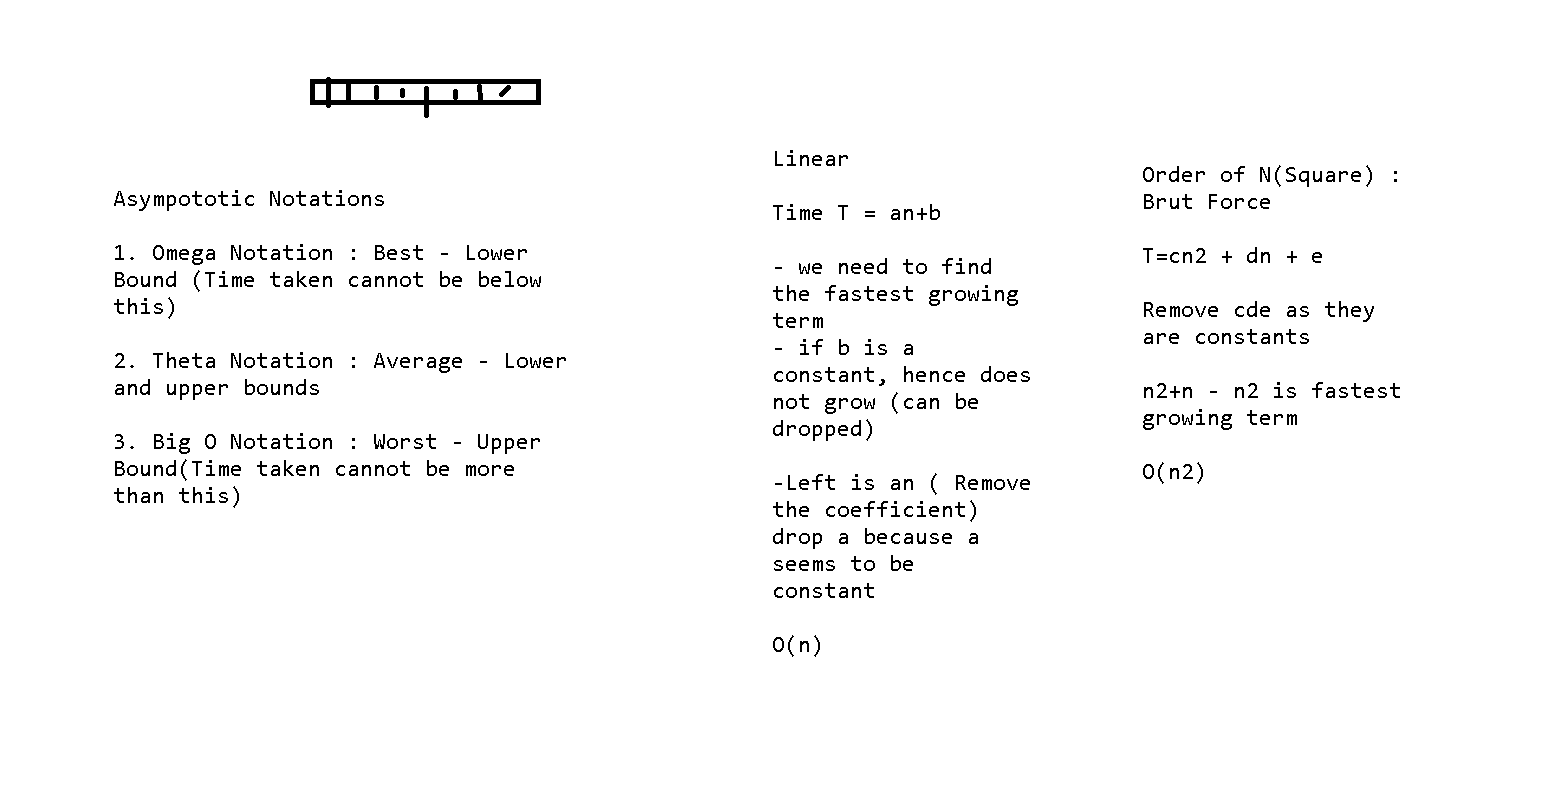 Asympototic Notations
1. Omega Notation : Best - Lower
Bound (Time taken cannot be below
this)
2. Theta Notation : Average - Lower
and upper bounds
3. Big O Notation : Worst - Upper
Bound(Time taken cannot be more
than this)
Linear
Time T = an+b
- we need to find
the fastest growing
term
- if b is a
constant, hence does
not grow (can be
dropped)
-Left is an ( Remove
the coefficient)
drop a because a
seems to be
constant
O(n)
Order of N(Square) :
Brut Force
T=cn2 + dn + e
Remove cde as they
are constants
n2+n - n2 is fastest
growing term
O(n2)